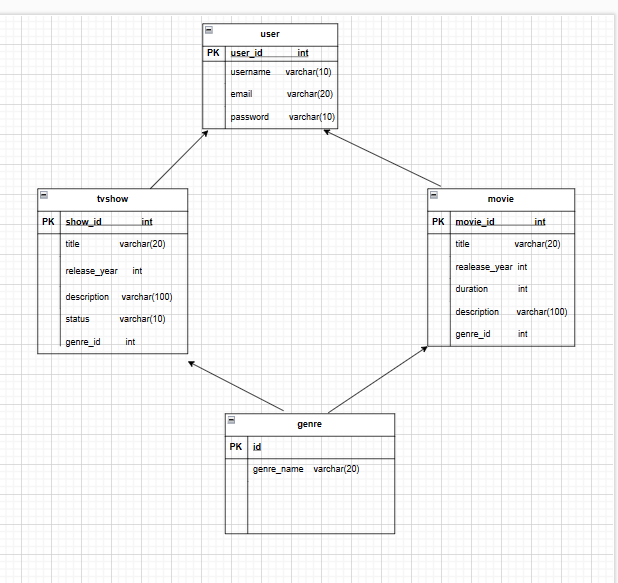 user
PK user_id int
username varchar(10)
email varchar(20)
password varchar(10)
tvshow
PK show_id int
title varchar(20)
release_year int
description varchar(100)
status varchar(10)
genre_id int
movie
PK movie_id int
title varchar(20)
realease_year int
duration int
description varchar(100)
genre_id int
genre
PK id
genre_name varchar(20)